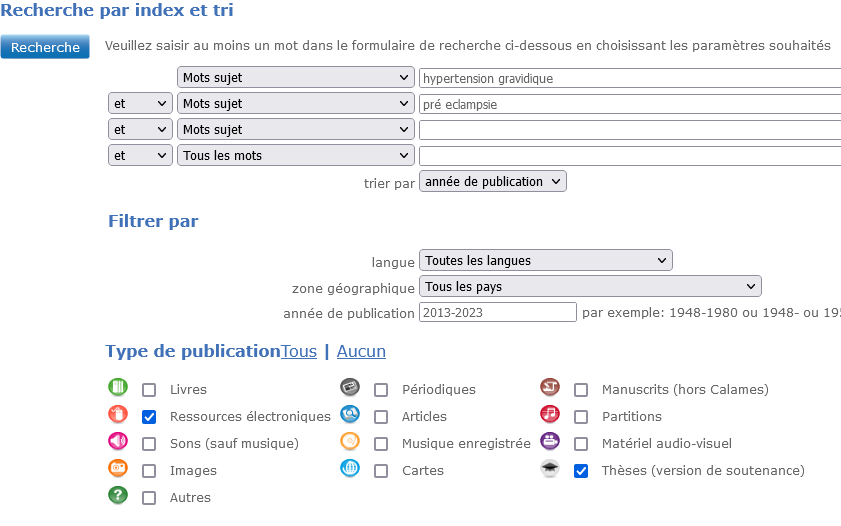 Recherche par index et tri
Recherche Veuillez saisir au moins un mot dans le formulaire de recherche ci-dessous en choisissant les paramètres souhaités
Mots sujet hypertension gravidique
et Mots sujet pré eclampsie
et Mots sujet
et Tous les mots
trier par année de publication
Filtrer par
langue Toutes les langues
zone géographique Tous les pays
année de publication 2013-2023 par exemple: 1948-1980 ou 1948- ou
Type de publicationTous | Aucun
Livres Périodiques Manuscrits (hors Calames)
Ressources électroniques Articles Partitions
Sons (sauf musique) Musique enregistrée Matériel audio-visuel
Images Cartes Thèses (version de soutenance)
? Autres